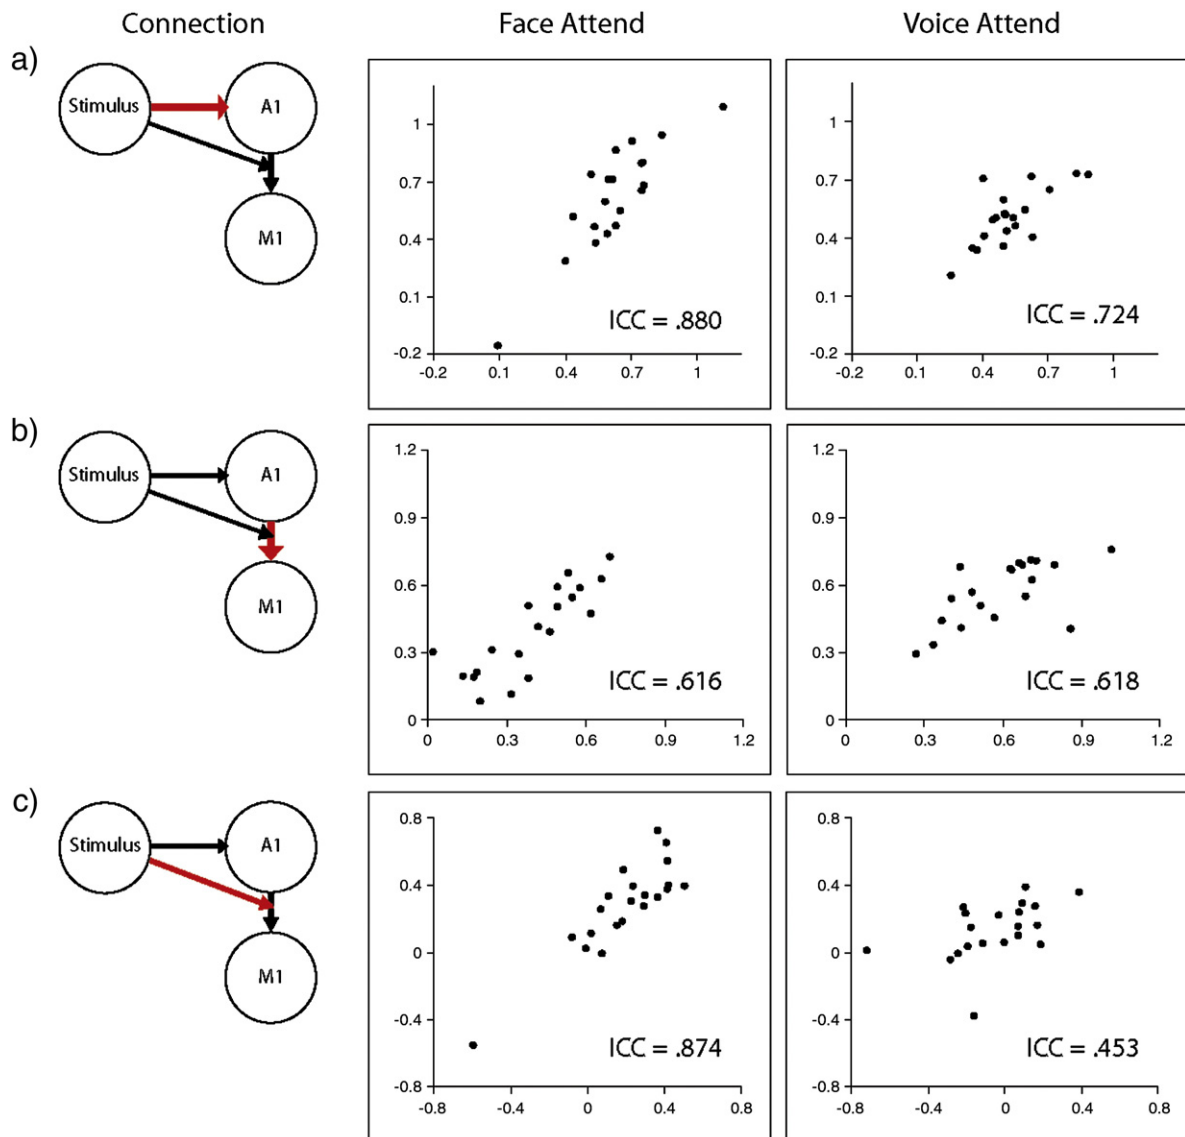 Connection Face Attend Voice Attend
a)
Stimulus A1
M1
1
0.7
0.4
0.1
-0.2
-0.2 0.1 0.4 0.7 1
ICC = .880
1
0.7
0.4
0.1
-0.2
-0.2 0.1 0.4 0.7 1
ICC = .724
b)
Stimulus A1
M1
1.2
0.9
0.6
0.3
0
0 0.3 0.6 0.9 1.2
ICC = .616
1.2
0.9
0.6
0.3
0
0 0.3 0.6 0.9 1.2
ICC = .618
c)
Stimulus A1
M1
0.8
0.4
0
-0.4
-0.8
-0.8 -0.4 0 0.4 0.8
ICC = .874
0.8
0.4
0
-0.4
-0.8
-0.8 -0.4 0 0.4 0.8
ICC = .453